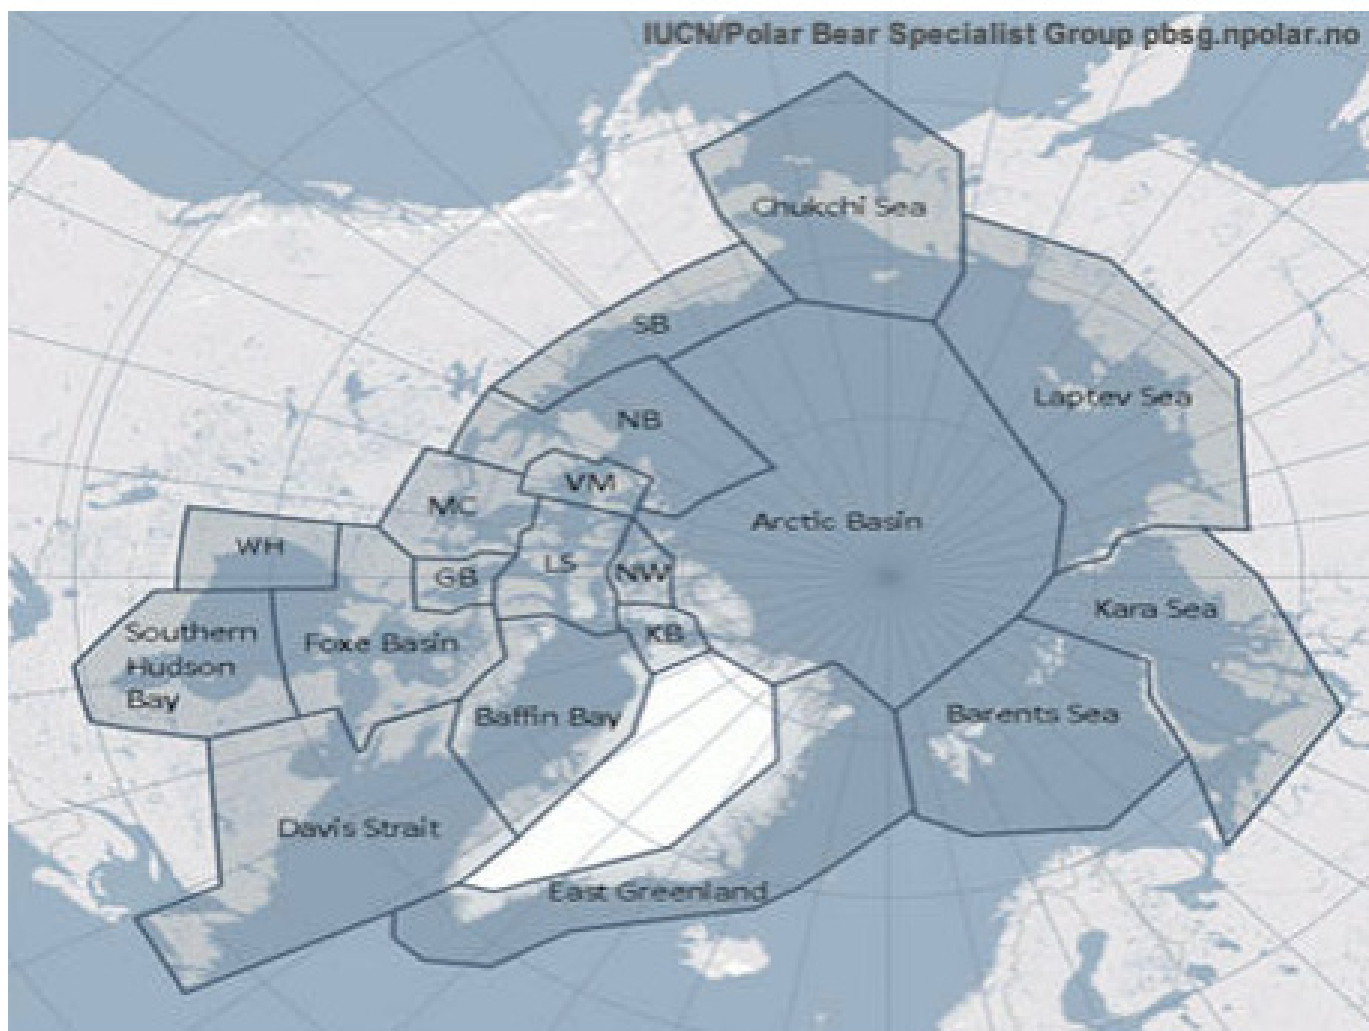 IUCN/Polar Bear Specialist Group pbsg.npolar.no
Chukchi Sea
SB
Laptev Sea
NB
VM
MC
Arctic Basin
WH
LS
NW
GB
Kara Sea
Southern
Hudson
Bay
Foxe Basin
KB
Baffin Bay
Barents Sea
Davis Strait
East Greenland